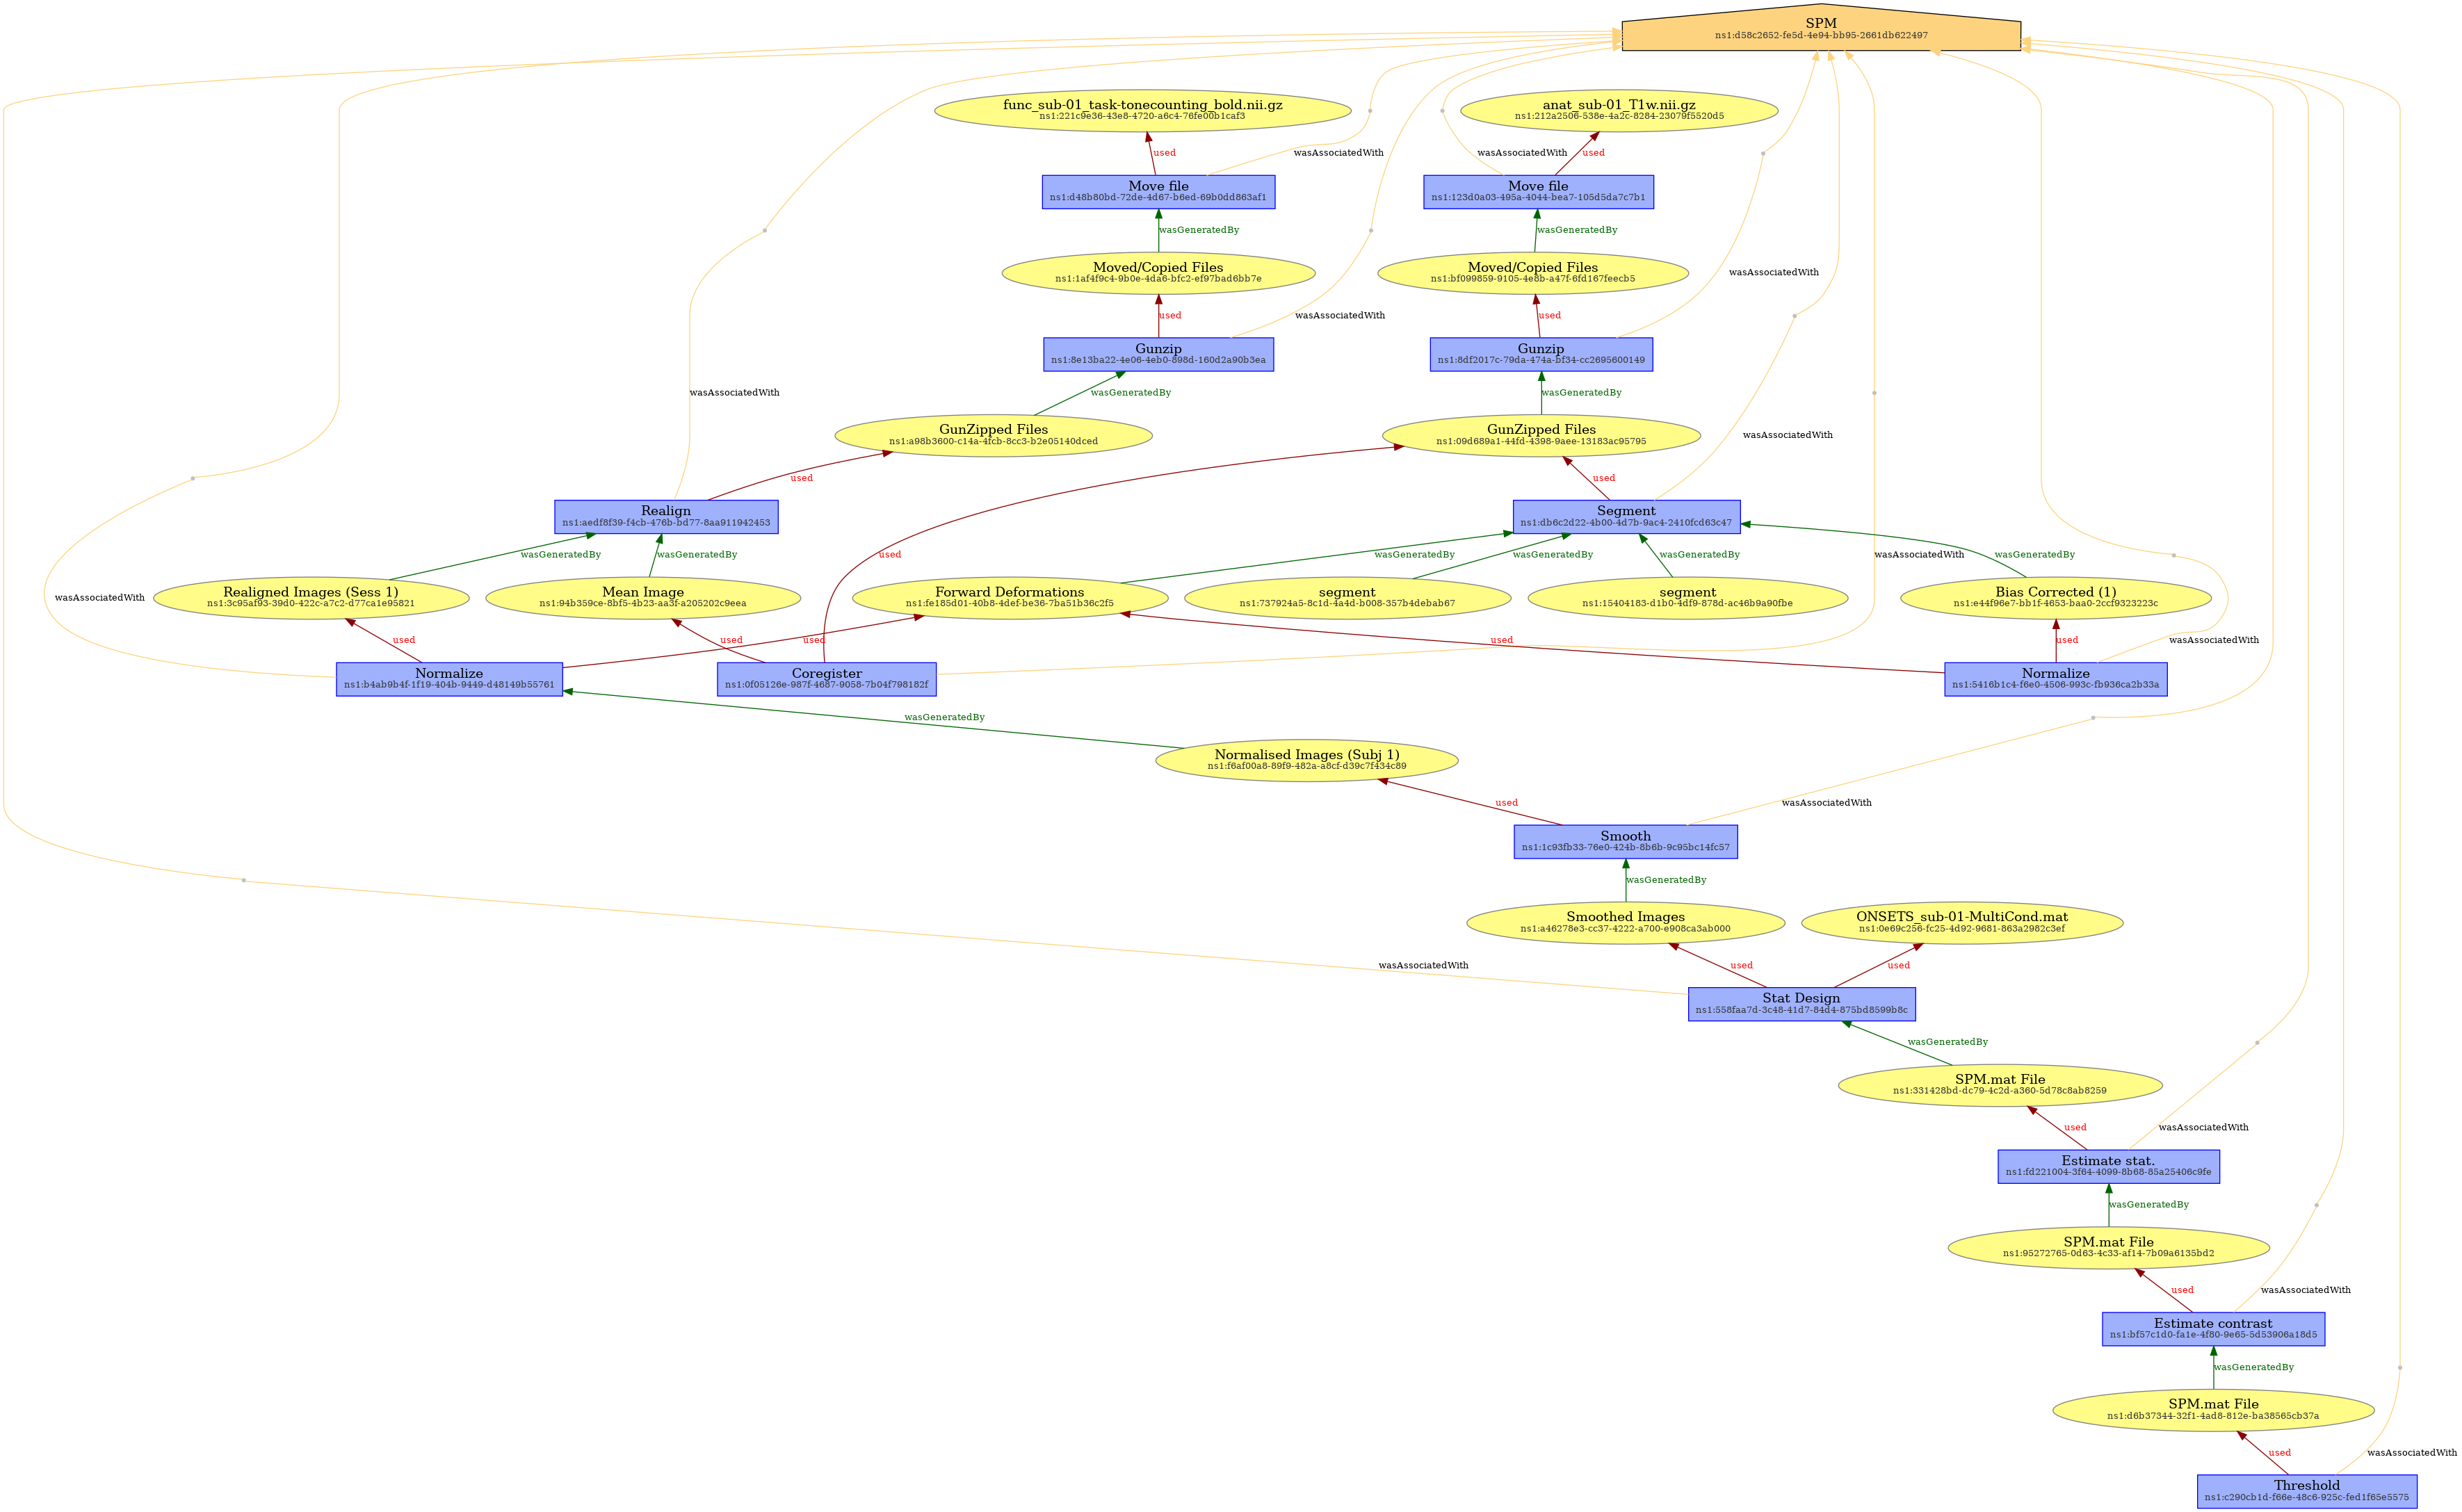 SPM
ns1:d58c2652-fe5d-4e94-bb95-2661db622497
func_sub-01_task-tonecounting_bold.nii.gz
ns1:221c9e36-43e8-4720-a6c4-76fe00b1caf3
anat_sub-01_T1w.nii.gz
ns1:212a2506-538e-4a2c-8284-23079f5520d5
used
wasAssociatedWith
wasAssociatedWith
used
Move file
ns1:d48b80bd-72de-4d67-b6ed-69b0dd863af1
Move file
ns1:123d0a03-495a-4044-bea7-105d5da7c7b1
wasGeneratedBy
wasGeneratedBy
Moved/Copied Files
ns1:1af4f9c4-9b0e-4da6-bfc2-ef97bad6bb7e
Moved/Copied Files
ns1:bf099859-9105-4e8b-a47f-6fd167feecb5
wasAssociatedWith
used
wasAssociatedWith
used
Gunzip
ns1:8e13ba22-4e06-4eb0-898d-160d2a90b3ea
Gunzip
ns1:8df2017c-79da-474a-bf34-cc2695600149
wasAssociatedWith
wasGeneratedBy
wasGeneratedBy
GunZipped Files
ns1:a98b3600-c14a-4fcb-8cc3-b2e05140dced
GunZipped Files
ns1:09d689a1-44fd-4398-9aee-13183ac95795
wasAssociatedWith
used
used
Realign
ns1:aedf8f39-f4cb-476b-bd77-8aa911942453
Segment
ns1:db6c2d22-4b00-4d7b-9ac4-2410fcd63c47
wasGeneratedBy
wasGeneratedBy
used
wasGeneratedBy
wasGeneratedBy
wasGeneratedBy
wasAssociatedWith
wasGeneratedBy
wasAssociatedWith
Realigned Images (Sess 1)
ns1:3c95af93-39d0-422c-a7c2-d77ca1e95821
Mean Image
ns1:94b359ce-8bf5-4b23-aa3f-a205202c9eea
Forward Deformations
ns1:fe185d01-40b8-4def-be36-7ba51b36c2f5
segment
ns1:737924a5-8c1d-4a4d-b008-357b4debab67
segment
ns1:15404183-d1b0-4df9-878d-ac46b9a90fbe
Bias Corrected (1)
ns1:e44f96e7-bb1f-4653-baa0-2ccf9323223c
used
used
used
used
used
wasAssociatedWith
Normalize
ns1:b4ab9b4f-1f19-404b-9449-d48149b55761
Coregister
ns1:0f05126e-987f-4687-9058-7b04f798182f
Normalize
ns1:5416b1c4-f6e0-4506-993c-fb936ca2b33a
wasGeneratedBy
Normalised Images (Subj 1)
ns1:f6af00a8-89f9-482a-a8cf-d39c7f434c89
used
wasAssociatedWith
Smooth
ns1:1c93fb33-76e0-424b-8b6b-9c95bc14fc57
wasGeneratedBy
Smoothed Images
ns1:a46278e3-cc37-4222-a700-e908ca3ab000
ONSETS_sub-01-MultiCond.mat
ns1:0e69c256-fc25-4d92-9681-863a2982c3ef
wasAssociatedWith
used
used
Stat Design
ns1:558faa7d-3c48-41d7-84d4-875bd8599b8c
wasGeneratedBy
SPM.mat File
ns1:331428bd-dc79-4c2d-a360-5d78c8ab8259
used
wasAssociatedWith
Estimate stat.
ns1:fd221004-3f64-4099-8b68-85a25406c9fe
wasGeneratedBy
SPM.mat File
ns1:95272765-0d63-4c33-af14-7b09a6135bd2
used
wasAssociatedWith
Estimate contrast
ns1:bf57c1d0-fa1e-4f80-9e65-5d53906a18d5
wasGeneratedBy
SPM.mat File
ns1:d6b37344-32f1-4ad8-812e-ba38565cb37a
used
wasAssociatedWith
Threshold
ns1:c290cb1d-f66e-48c6-925c-fed1f65e5575